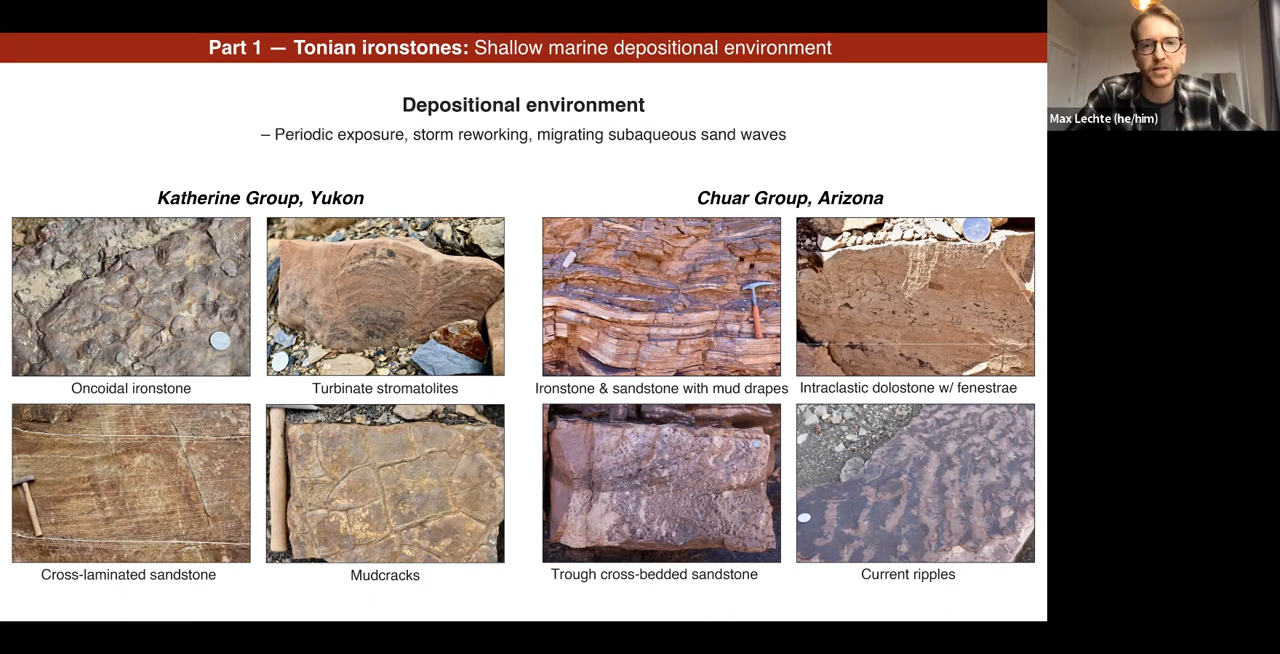 Part 1 — Tonian ironstones: Shallow marine depositional environment
Max Lechte (he/him)
Depositional environment
– Periodic exposure, storm reworking, migrating subaqueous sand waves
Katherine Group, Yukon
Chuar Group, Arizona
Oncoidal ironstone
Turbinate stromatolites
Ironstone & sandstone with mud drapes
Intraclastic dolostone w/ fenestrae
Cross-laminated sandstone
Mudcracks
Trough cross-bedded sandstone
Current ripples